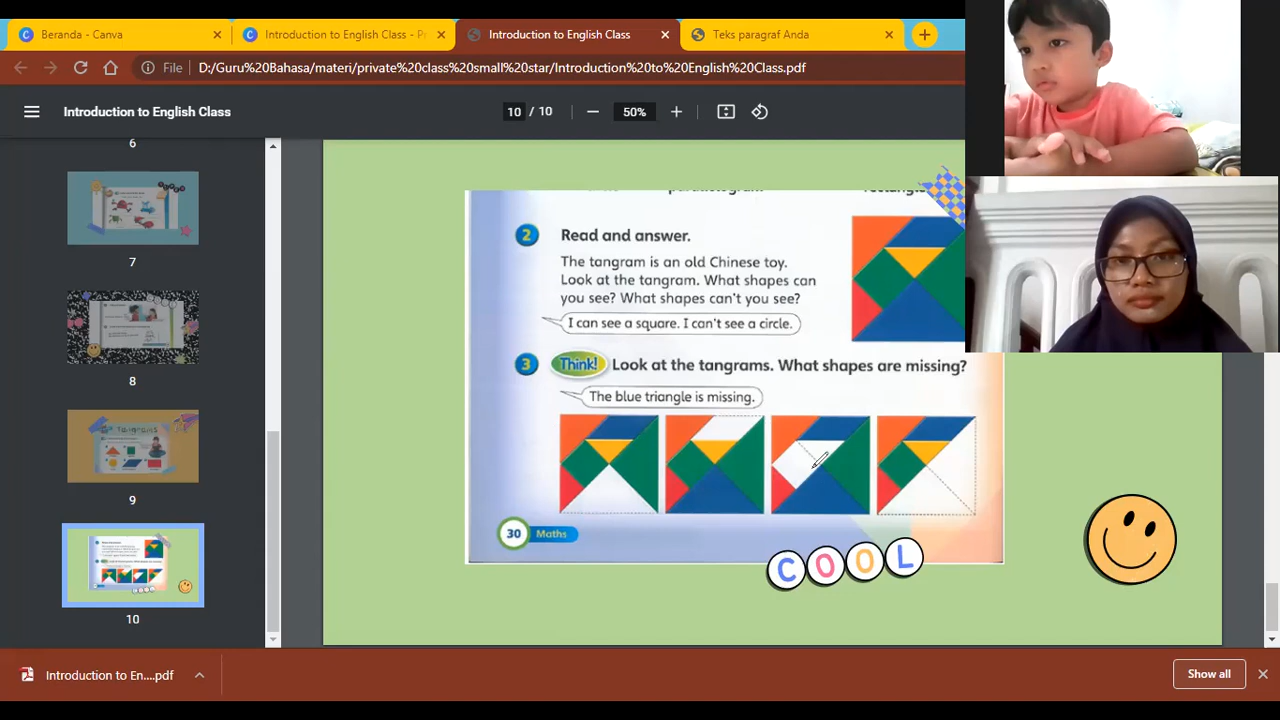 Beranda - Canva
Introduction to English Class - Pr
Introduction to English Class
Teks paragraf Anda
File
D:/Guru%20Bahasa/materi/private%20class%20small%20star/Introduction%20to%20English%20Class.pdf
Introduction to English Class
10 / 10
50%
6
7
8
Tangrams
9
10
parallelogram
rectangle
2 Read and answer.
The tangram is an old Chinese toy.
Look at the tangram. What shapes can
you see? What shapes can't you see?
I can see a square. I can't see a circle.
3 Think! Look at the tangrams. What shapes are missing?
The blue triangle is missing.
30 Maths
COOL
Introduction to En....pdf
Show all